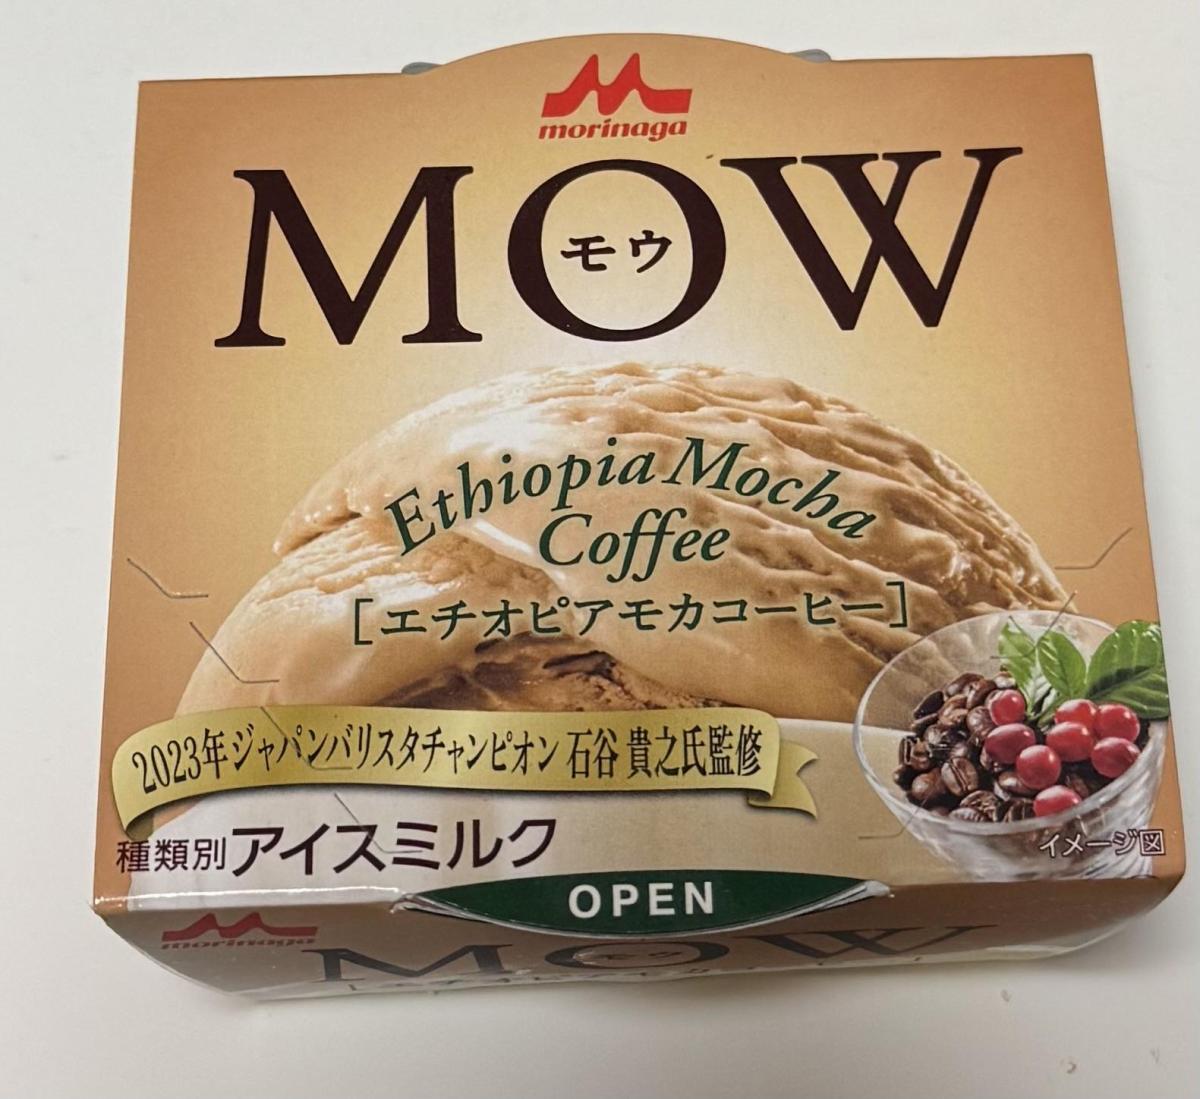 morinaga
MOW
モウ
Ethiopia Mocha
Coffee
[エチオピアモカコーヒー]
2023年ジャパンバリスタチャンピオン 石谷 貴之氏監修
種類別アイスミルク
イメージ図
OPEN
morinaga
MOW
モウ